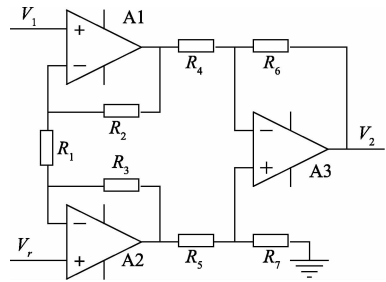 V1
A1
+
−
R4
R6
R2
R1
R3
−
+
A3
V2
−
+
A2
Vr
R5
R7